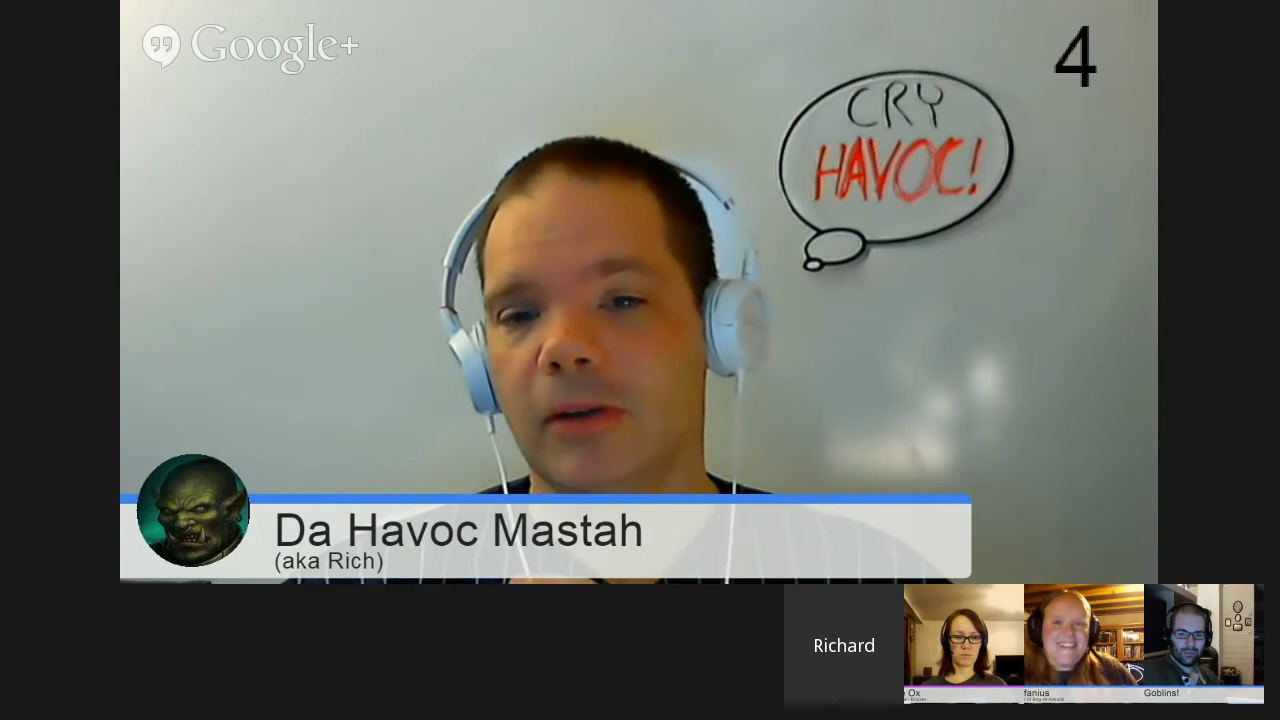 Google+
4
CRY
HAVOC!
Da Havoc Mastah
(aka Rich)
Richard
Ox
fanius
Goblins!